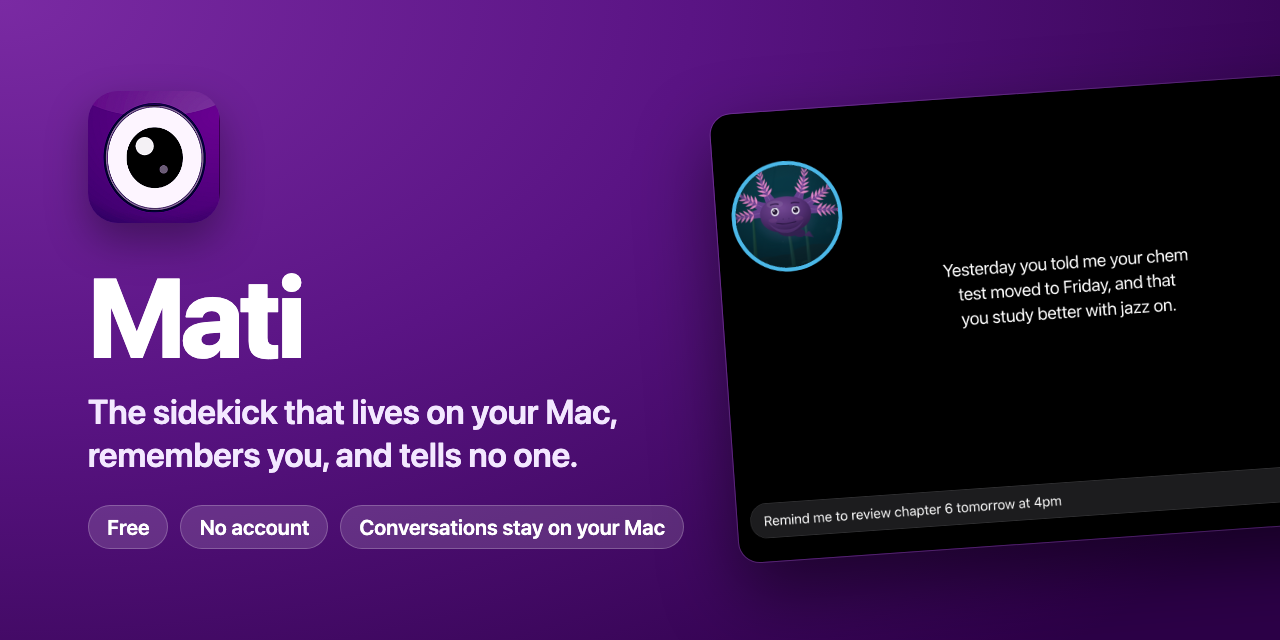 Mati
The sidekick that lives on your Mac,
remembers you, and tells no one.
Free
No account
Conversations stay on your Mac
Yesterday you told me your chem
test moved to Friday, and that
you study better with jazz on.
Remind me to review chapter 6 tomorrow at 4pm